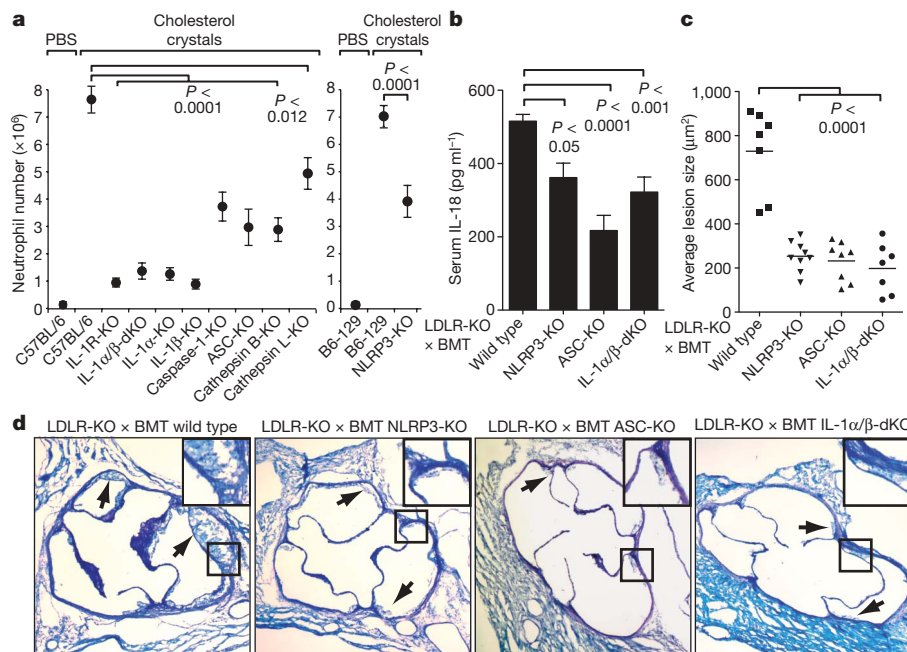 a
PBS
Cholesterol
crystals
PBS
Cholesterol
crystals
Neutrophil number (×10⁶)
8
7
6
5
4
3
2
1
0
P <
0.0001
P <
0.012
C57BL/6
C57BL/6
IL-1R-KO
IL-1α/β-dKO
IL-1α-KO
IL-1β-KO
Caspase-1-KO
ASC-KO
Cathepsin B-KO
Cathepsin L-KO
P <
0.0001
8
7
6
5
4
3
2
1
0
B6-129
B6-129
NLRP3-KO
b
Serum IL-18 (pg ml⁻¹)
600
400
200
0
P <
0.05
P <
0.0001
P <
0.001
LDLR-KO
× BMT
Wild type
NLRP3-KO
ASC-KO
IL-1α/β-dKO
c
Average lesion size (μm²)
1,000
800
600
400
200
0
P <
0.0001
LDLR-KO
× BMT
Wild type
NLRP3-KO
ASC-KO
IL-1α/β-dKO
d
LDLR-KO × BMT wild type
LDLR-KO × BMT NLRP3-KO
LDLR-KO × BMT ASC-KO
LDLR-KO × BMT IL-1α/β-dKO